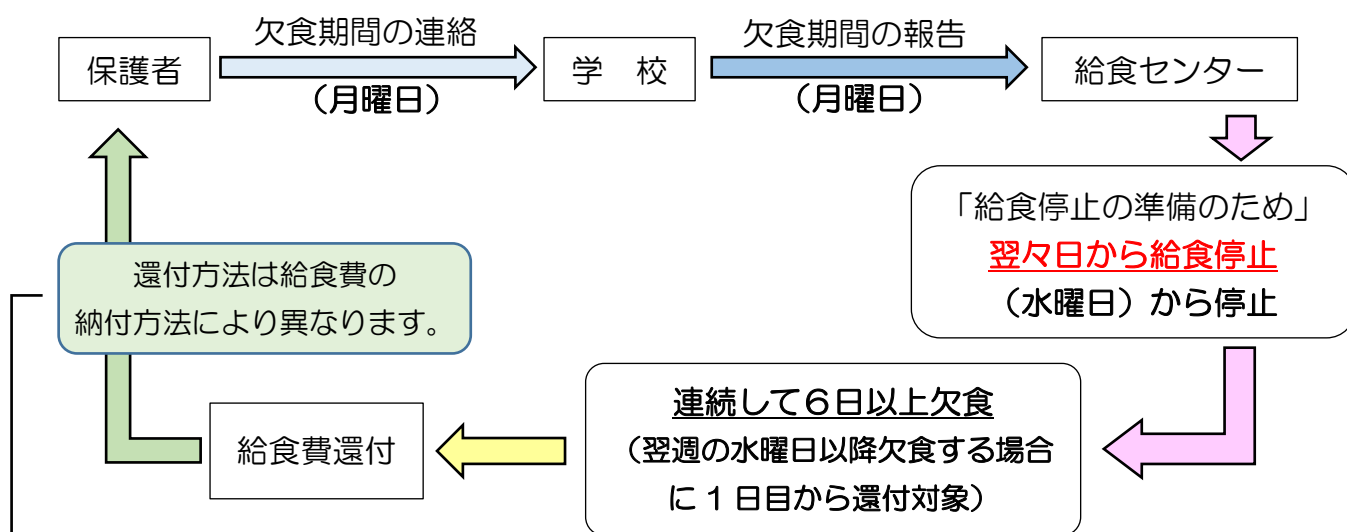 保護者
欠食期間の連絡
（月曜日）
学　校
欠食期間の報告
（月曜日）
給食センター
「給食停止の準備のため」
翌々日から給食停止
（水曜日）から停止
連続して６日以上欠食
（翌週の水曜日以降欠食する場合
に 1 日目から還付対象）
給食費還付
還付方法は給食費の
納付方法により異なります。